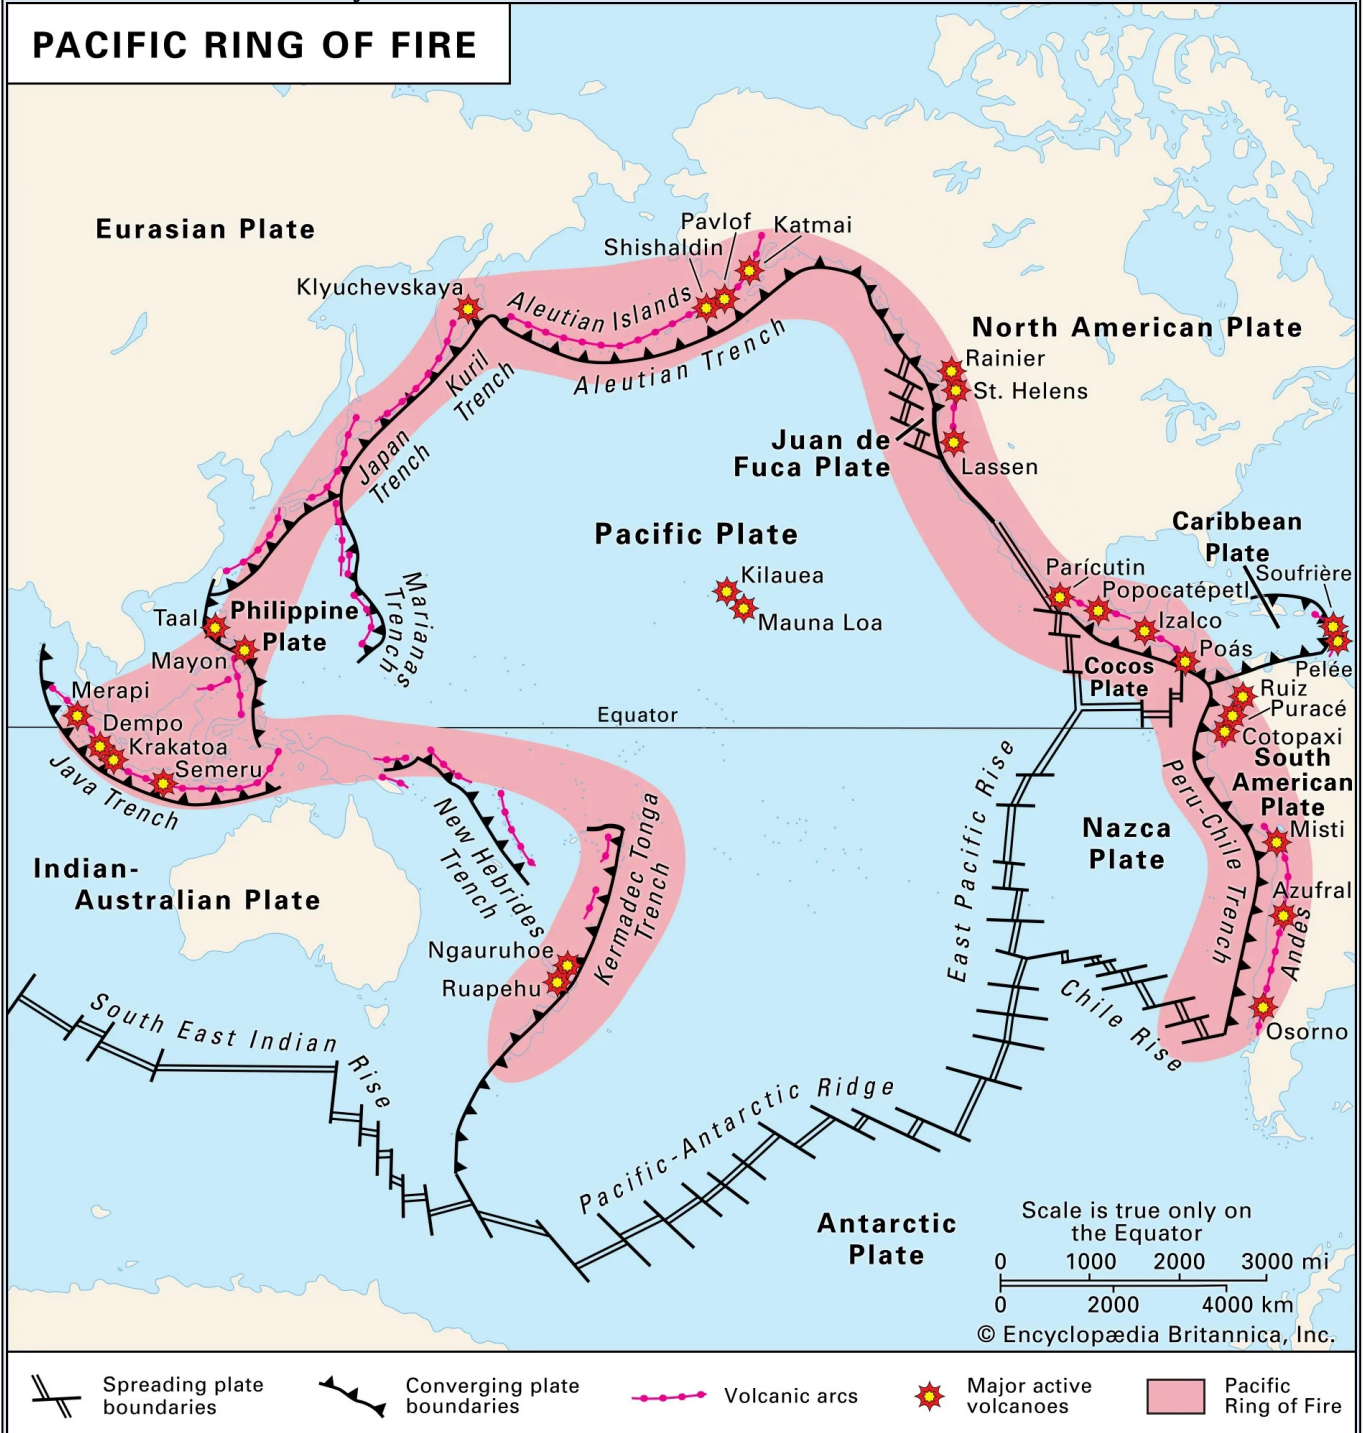 PACIFIC RING OF FIRE
Eurasian Plate
Pavlof
Katmai
Shishaldin
Klyuchevskaya
Aleutian Islands
North American Plate
Aleutian Trench
Kuril
Trench
Rainier
St. Helens
Juan de
Fuca Plate
Lassen
Japan
Trench
Pacific Plate
Caribbean
Plate
Soufrière
Parícutin
Popocatépetl
Kilauea
Mauna Loa
Izalco
Poás
Pelée
Taal
Philippine
Plate
Marianas
Trench
Mayon
Cocos
Plate
Merapi
Dempo
Krakatoa
Semeru
Java Trench
Equator
Ruiz
Puracé
Cotopaxi
South
American
Plate
Misti
Peru-Chile Trench
Nazca
Plate
East Pacific Rise
New Hebrides
Trench
Kermadec Tonga
Trench
Indian-
Australian Plate
Azufral
Andes
Ngauruhoe
Ruapehu
Chile Rise
Osorno
South East Indian Rise
Pacific-Antarctic Ridge
Antarctic
Plate
Scale is true only on
the Equator
0 1000 2000 3000 mi
0 2000 4000 km
© Encyclopædia Britannica, Inc.
Spreading plate
boundaries
Converging plate
boundaries
Volcanic arcs
Major active
volcanoes
Pacific
Ring of Fire